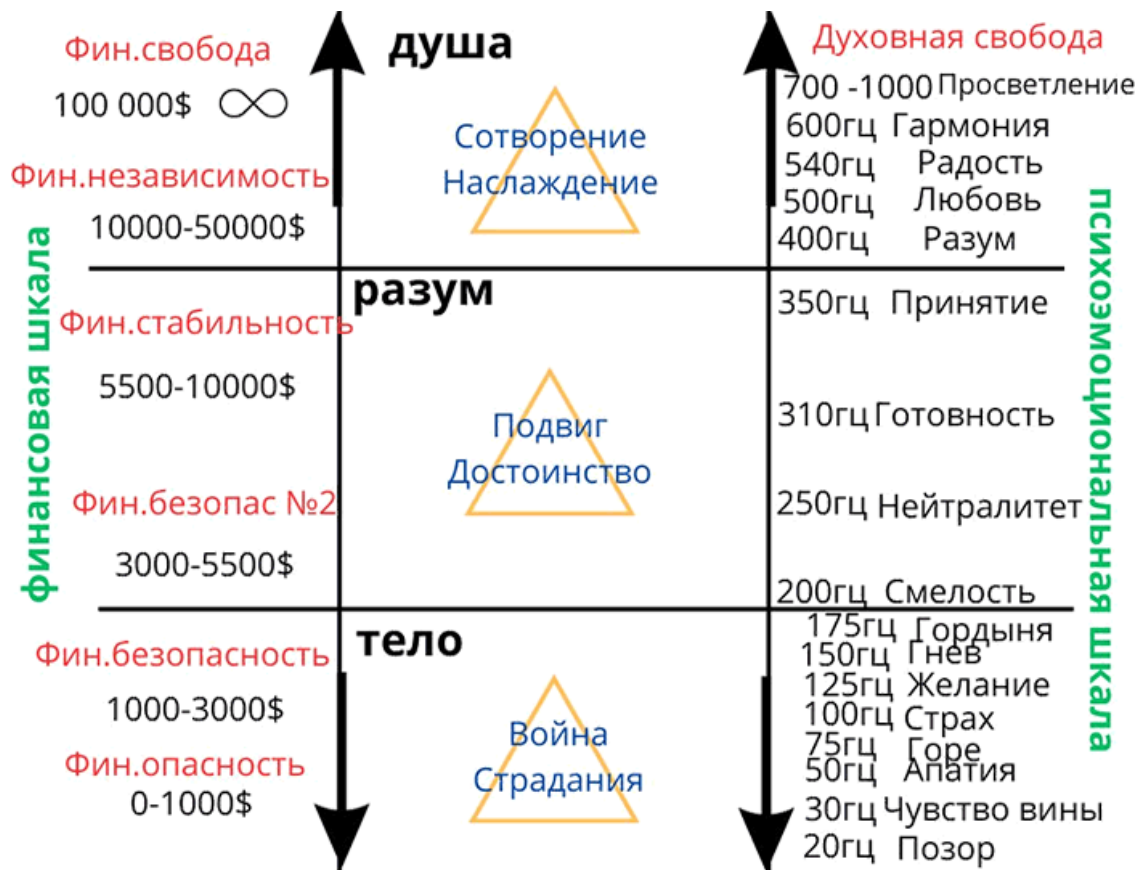 Фин.свобода
100 000$ ∞
Фин.независимость
10000-50000$
финансовая шкала
Фин.стабильность
5500-10000$
Фин.безопас №2
3000-5500$
Фин.безопасность
1000-3000$
Фин.опасность
0-1000$
душа
Сотворение
Наслаждение
разум
Подвиг
Достоинство
тело
Война
Страдания
Духовная свобода
700 -1000 Просветление
600гц Гармония
540гц Радость
500гц Любовь
400гц Разум
350гц Принятие
310гц Готовность
250гц Нейтралитет
200гц Смелость
175гц Гордыня
150гц Гнев
125гц Желание
100гц Страх
75гц Горе
50гц Апатия
30гц Чувство вины
20гц Позор
психоэмоциональная шкала